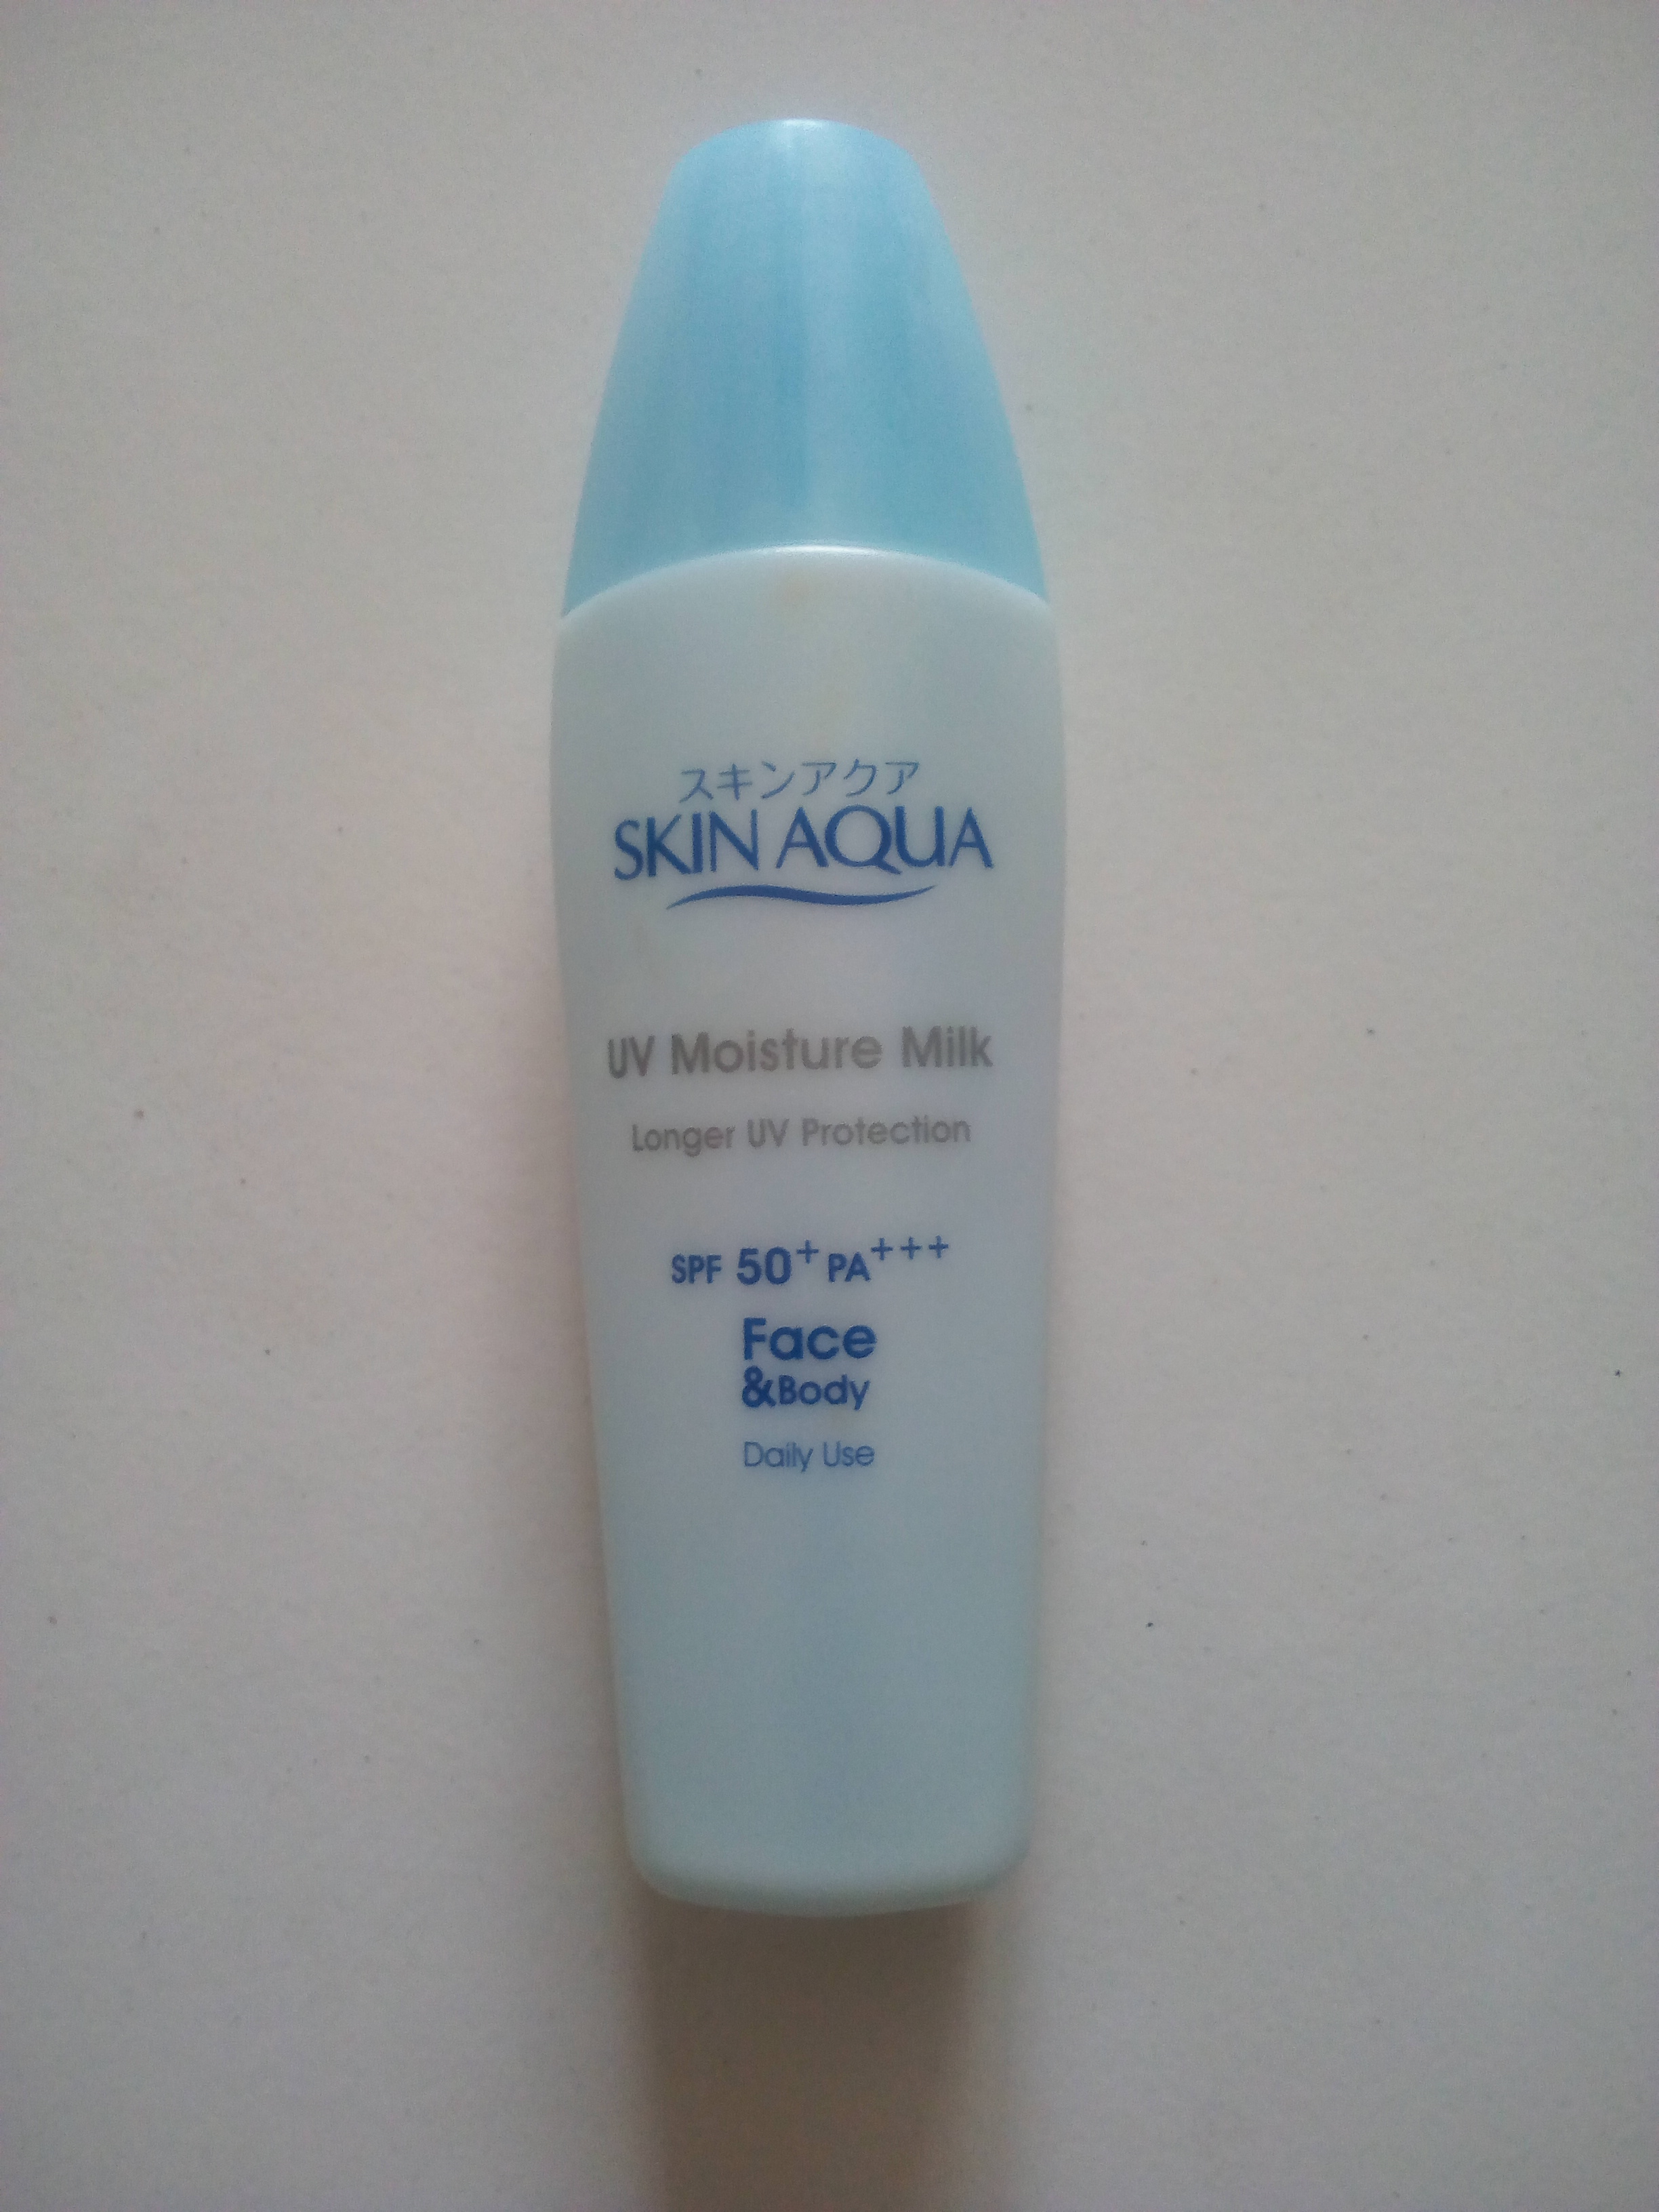 スキンアクア
SKIN AQUA
UV Moisture Milk
Longer UV Protection
SPF 50+ PA+++
Face
&Body
Daily Use